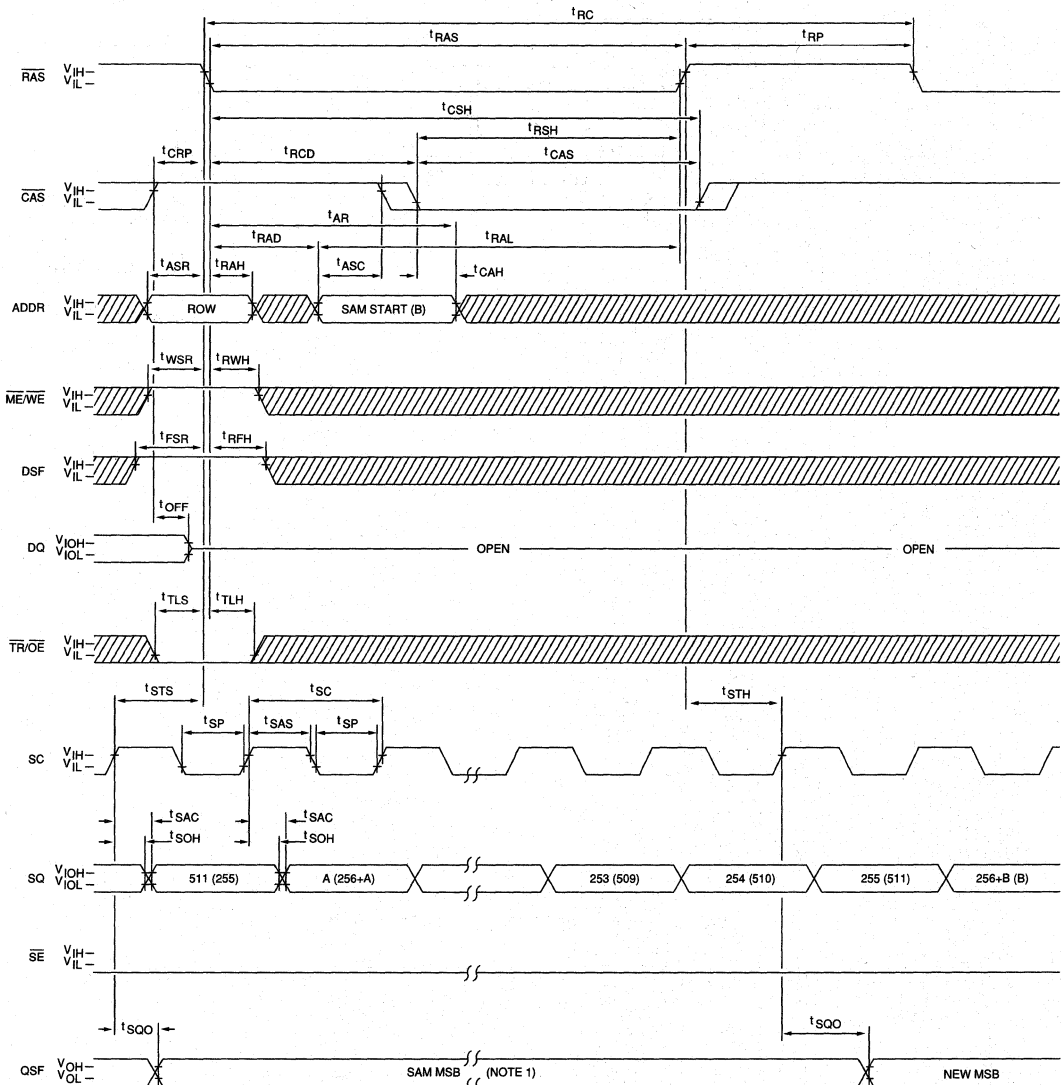 tRC
tRAS tRP
RAS VIH–
VIL –
tCSH
tRSH
tCRP tRCD tCAS
CAS VIH–
VIL –
tAR
tRAD tRAL
tASR tRAH tASC tCAH
ADDR VIH– ROW SAM START (B)
VIL –
tWSR tRWH
ME/WE VIH–
VIL –
tFSR tRFH
DSF VIH–
VIL –
tOFF
DQ VIOH– OPEN OPEN
VIOL –
tTLS tTLH
TR/OE VIH–
VIL –
tSTS tSC tSTH
tSP tSAS tSP
SC VIH–
VIL –
tSAC tSAC
tSOH tSOH
SQ VIOH– 511 (255) A (256+A) 253 (509) 254 (510) 255 (511) 256+B (B)
VIOL –
SE VIH–
VIL –
tSQO tSQO
QSF VOH– SAM MSB (NOTE 1) NEW MSB
VOL –